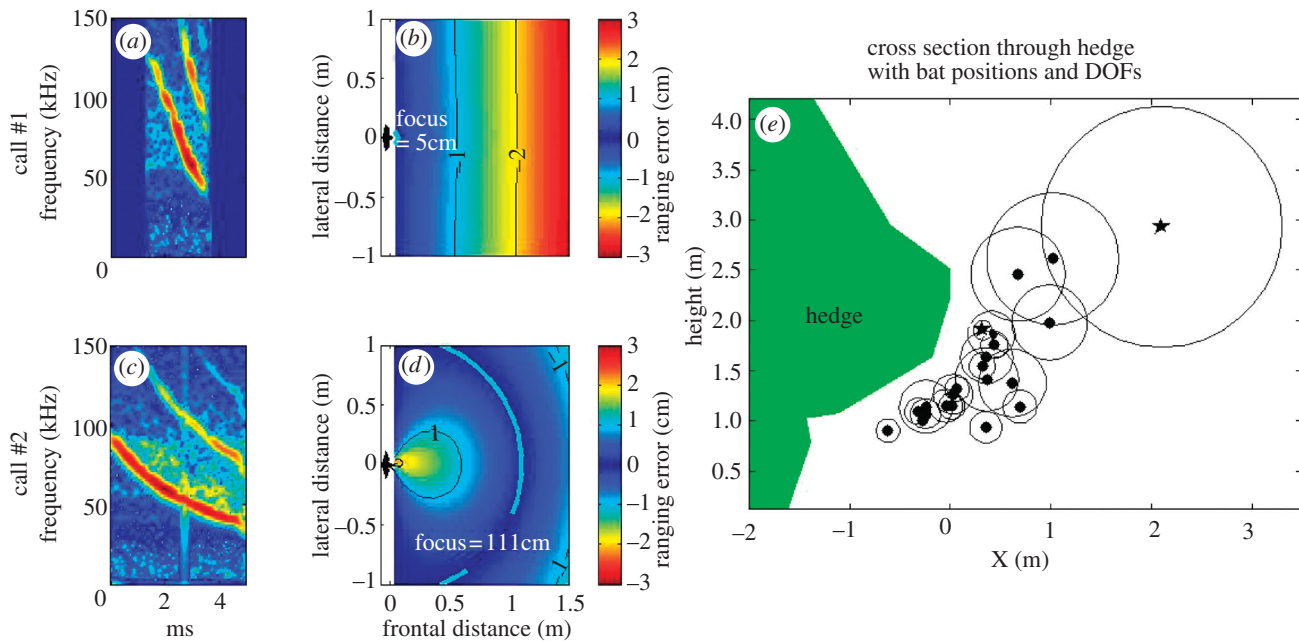 call #1
frequency (kHz)
150
100
50
0
(a)
lateral distance (m)
1
0.5
0
−0.5
−1
(b)
focus
= 5cm
−1
−2
3
2
1
0
−1
−2
−3
ranging error (cm)
call #2
frequency (kHz)
150
100
50
0
(c)
0
2
4
ms
lateral distance (m)
1
0.5
0
−0.5
−1
(d)
1
focus = 111cm
−1
−1
0
0.5
1
1.5
frontal distance (m)
3
2
1
0
−1
−2
−3
ranging error (cm)
cross section through hedge
with bat positions and DOFs
(e)
hedge
height (m)
4.0
3.5
3.0
2.5
2.0
1.5
1.0
0.5
−2
−1
0
1
2
3
X (m)